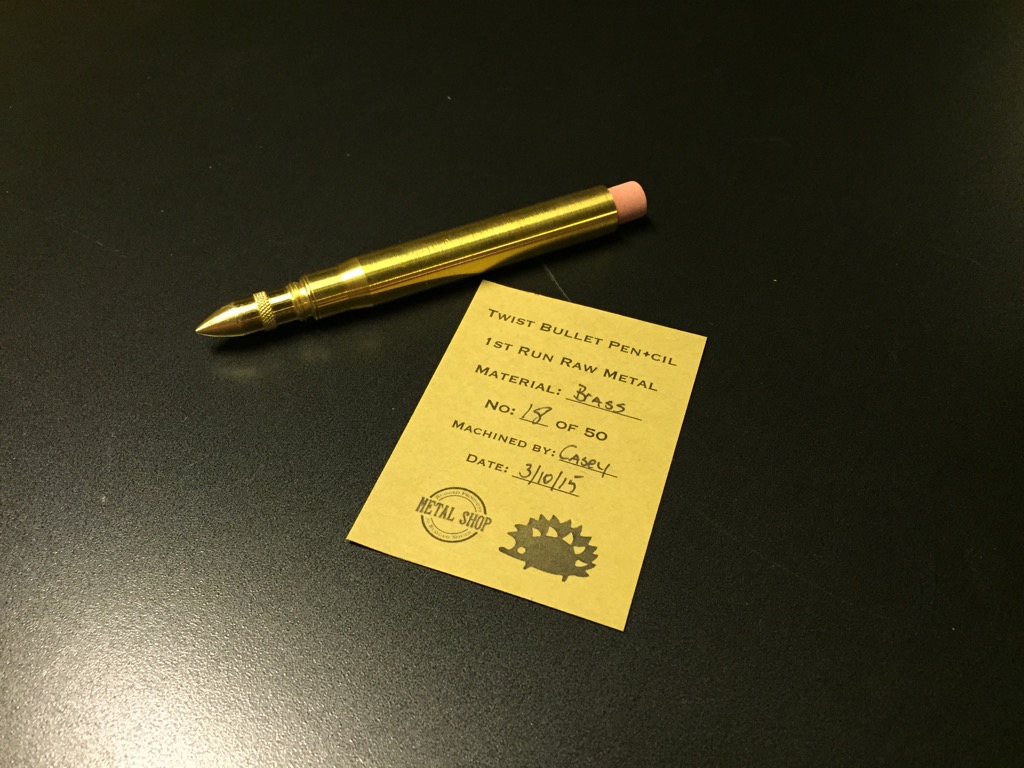 Twist Bullet Pen+cil
1st Run Raw Metal
Material: Brass
No: 18 of 50
Machined by: Casey
Date: 3/10/15
METAL SHOP